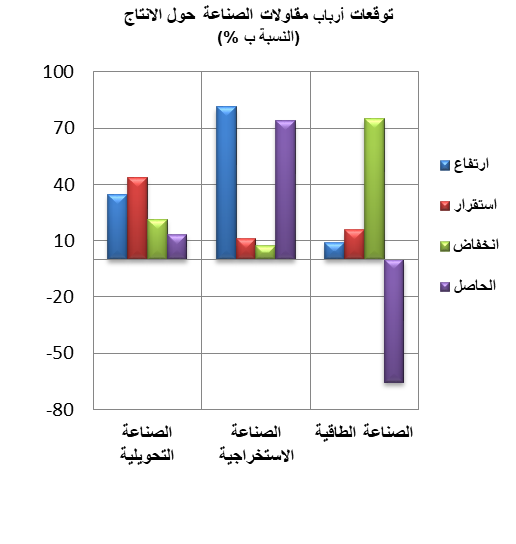 توقعات أرباب مقاولات الصناعة حول الانتاج
(النسبة ب %)
100
70
40
10
-20
-50
-80
ارتفاع
استقرار
انخفاض
الحاصل
الصناعة
التحويلية
الصناعة
الاستخراجية
الصناعة الطاقية